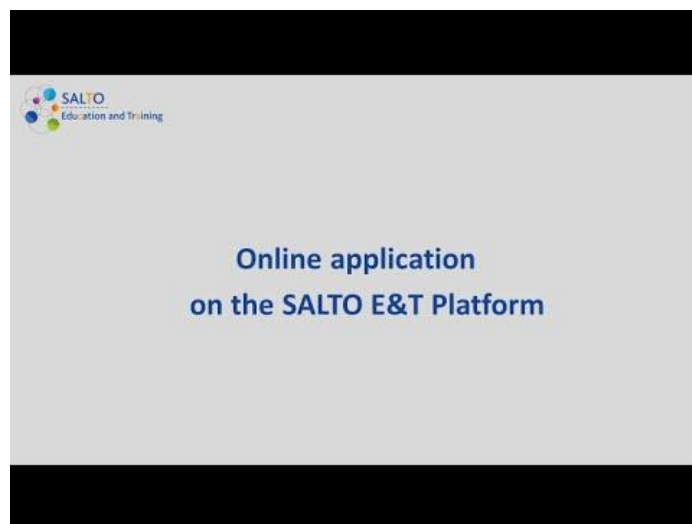 SALTO
Education and Training
Online application
on the SALTO E&T Platform